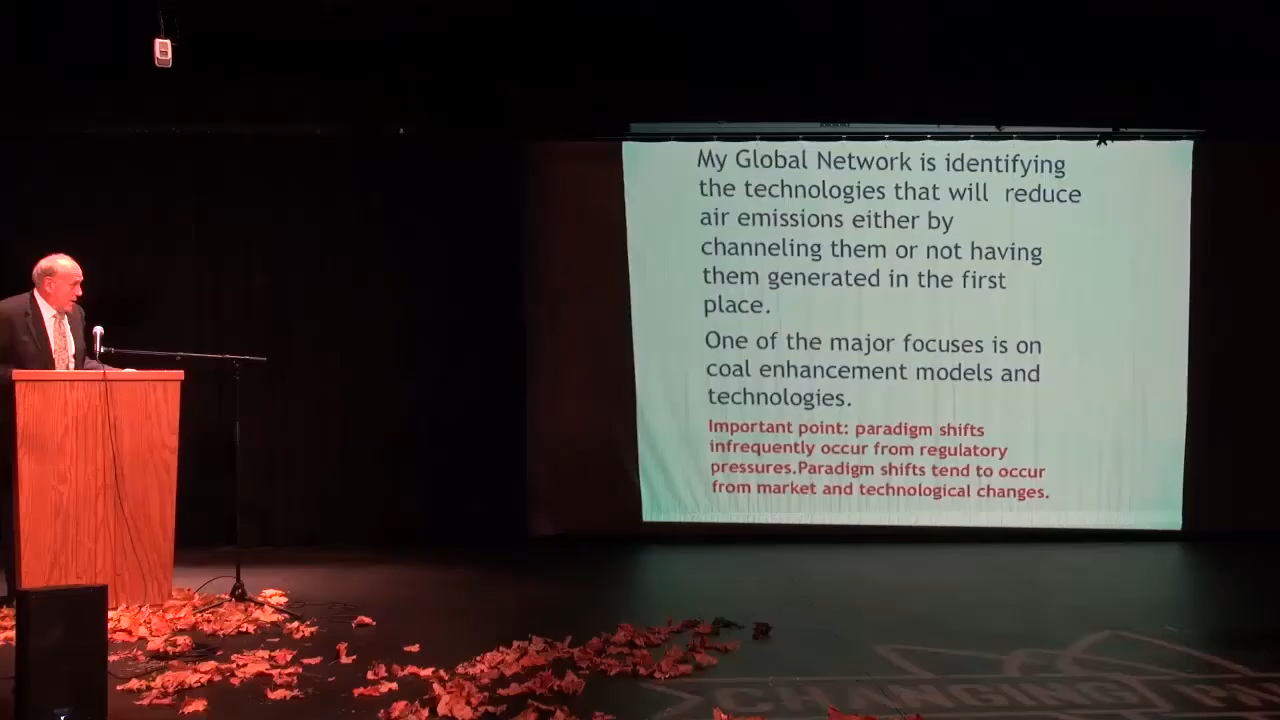 My Global Network is identifying
the technologies that will  reduce
air emissions either by
channeling them or not having
them generated in the first
place.
One of the major focuses is on
coal enhancement models and
technologies.
Important point: paradigm shifts
infrequently occur from regulatory
pressures.Paradigm shifts tend to occur
from market and technological changes.
CHANGING